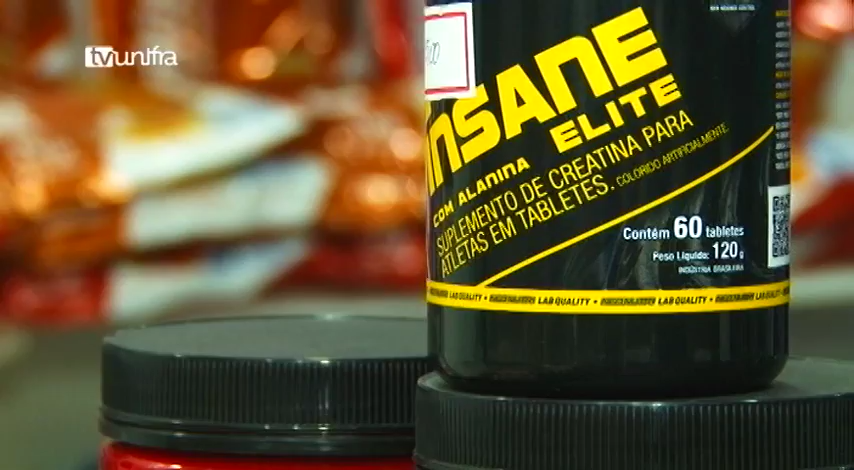 tvunifra
INSANE
ELITE
COM ALANINA
SUPLEMENTO DE CREATINA PARA
ATLETAS EM TABLETES. COLORIDO ARTIFICIALMENTE.
Contém 60 tabletes
Peso Líquido: 120g
INDÚSTRIA BRASILEIRA
LAB QUALITY LAB QUALITY LAB QUALITY